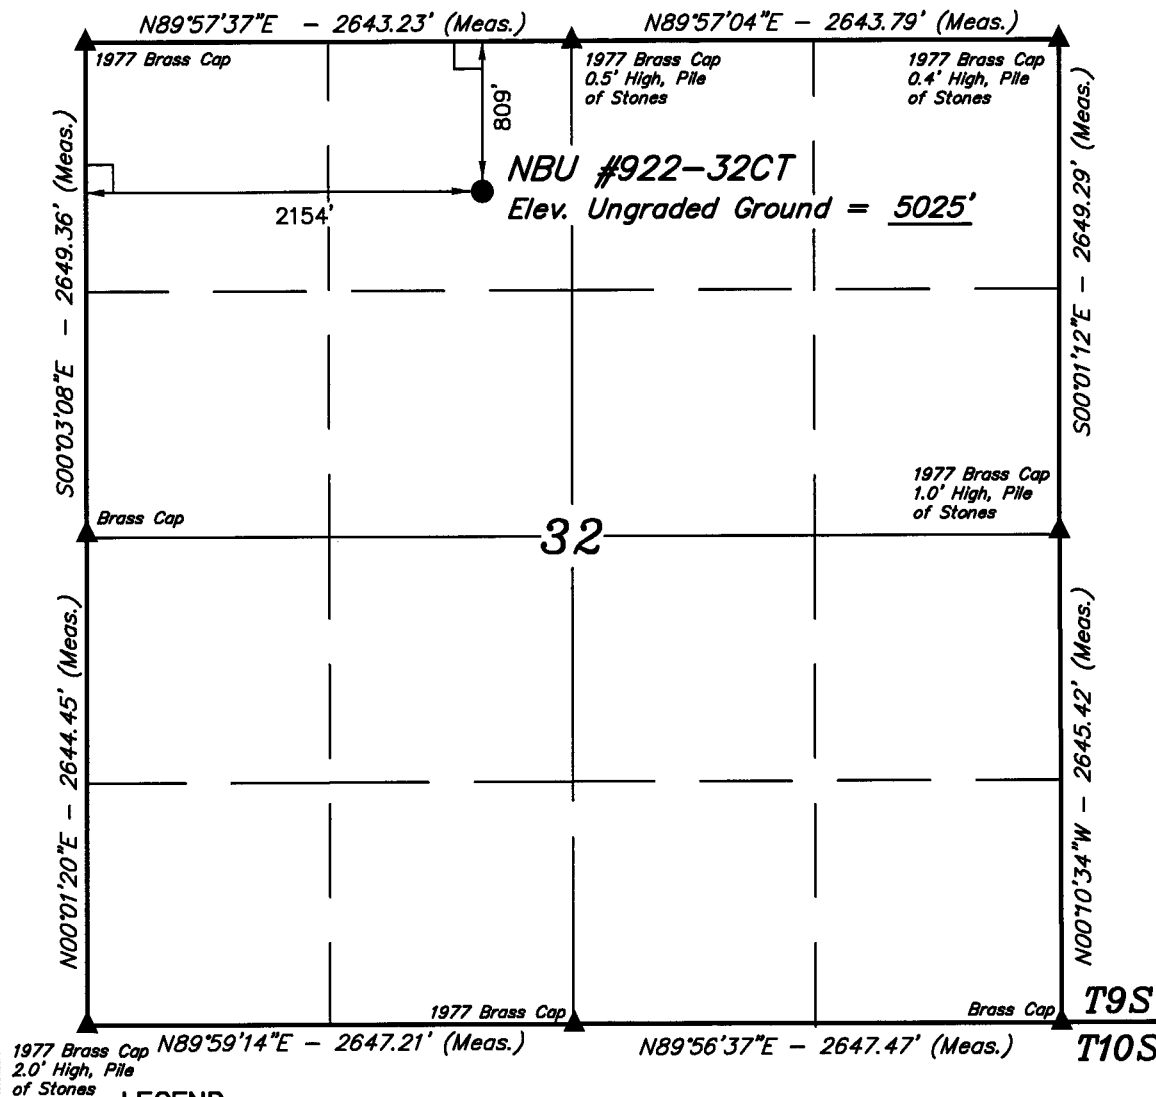 N89°57'37"E - 2643.23' (Meas.)
N89°57'04"E - 2643.79' (Meas.)
1977 Brass Cap
1977 Brass Cap
0.5' High, Pile
of Stones
1977 Brass Cap
0.4' High, Pile
of Stones
809'
2154'
NBU #922-32CT
Elev. Ungraded Ground = 5025'
S00°03'08"E - 2649.36' (Meas.)
S00°01'12"E - 2649.29' (Meas.)
Brass Cap
1977 Brass Cap
1.0' High, Pile
of Stones
32
N00°01'20"E - 2644.45' (Meas.)
N00°10'34"W - 2645.42' (Meas.)
1977 Brass Cap
Brass Cap
T9S
T10S
1977 Brass Cap
2.0' High, Pile
of Stones
N89°59'14"E - 2647.21' (Meas.)
N89°56'37"E - 2647.47' (Meas.)
LEGEND